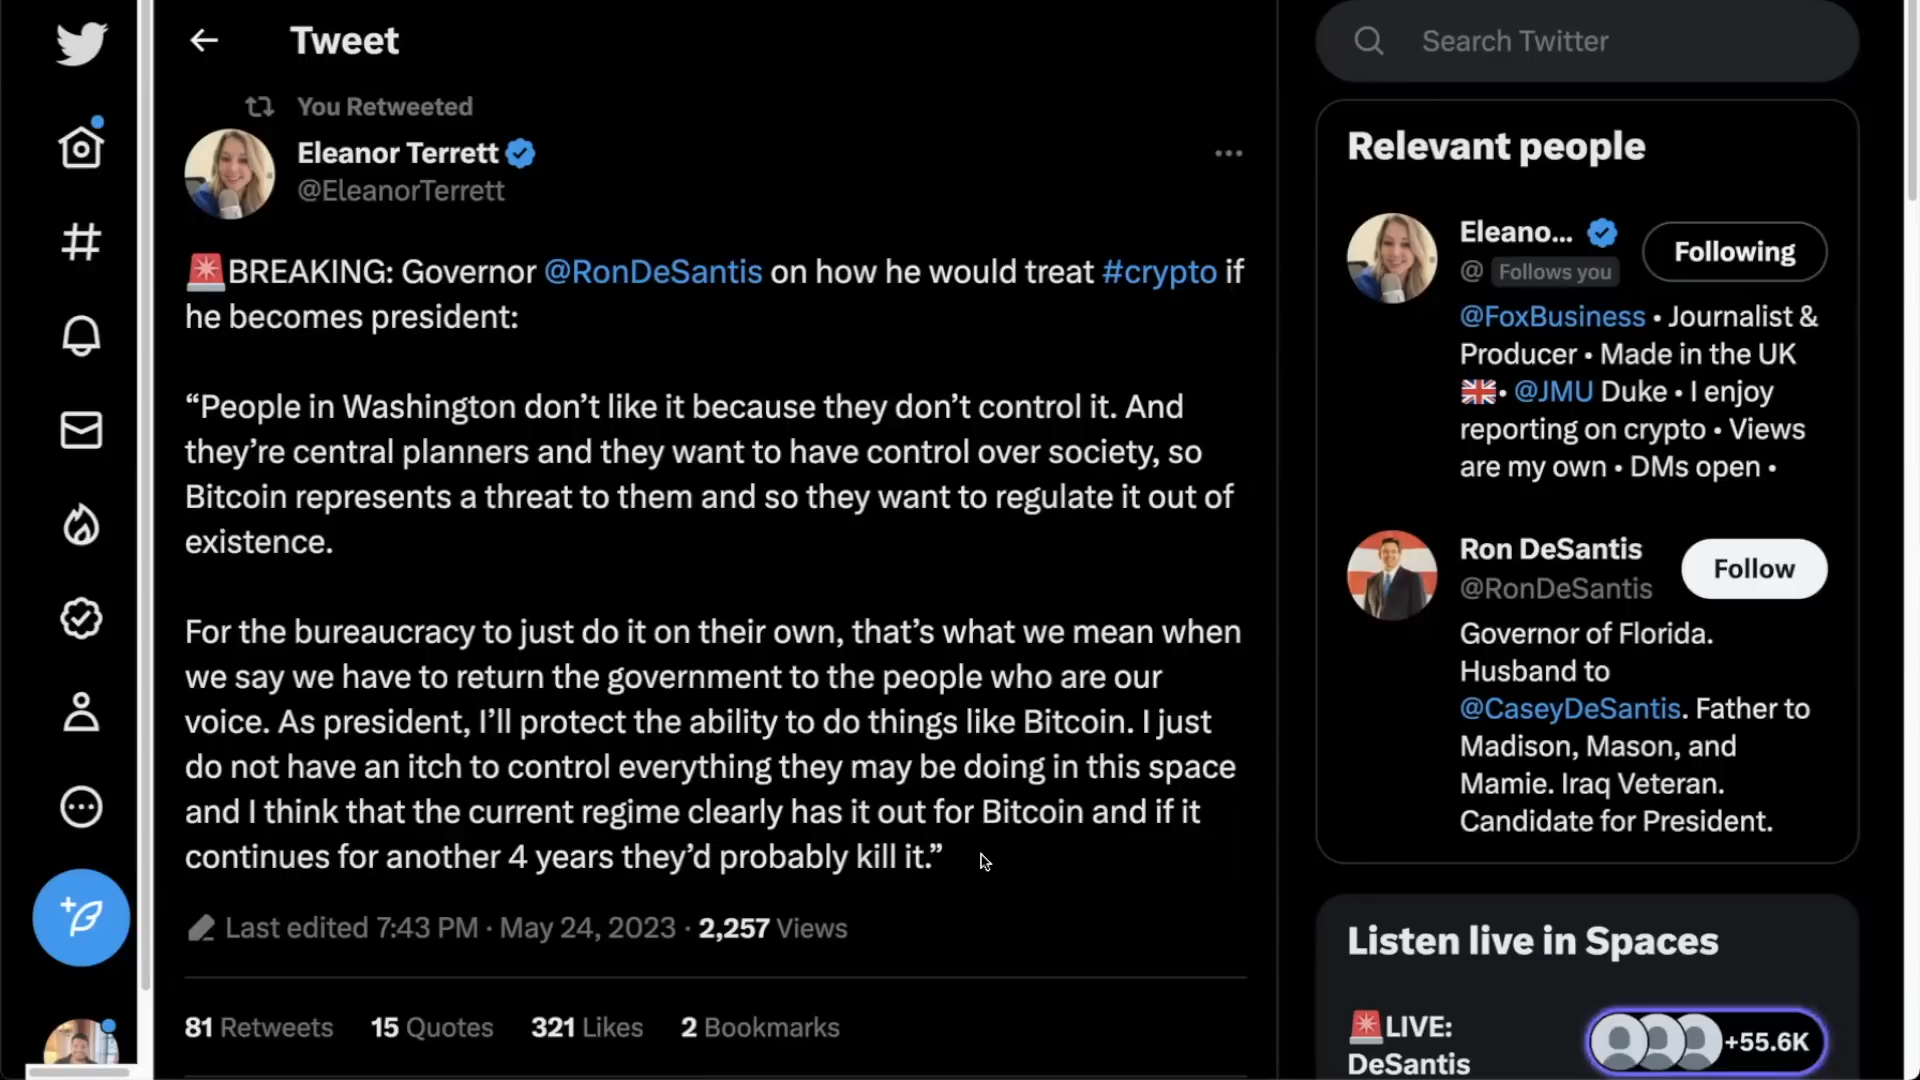 Tweet
You Retweeted
Eleanor Terrett
@EleanorTerrett
🚨BREAKING: Governor @RonDeSantis on how he would treat #crypto if
he becomes president:
“People in Washington don’t like it because they don’t control it. And
they’re central planners and they want to have control over society, so
Bitcoin represents a threat to them and so they want to regulate it out of
existence.
For the bureaucracy to just do it on their own, that’s what we mean when
we say we have to return the government to the people who are our
voice. As president, I’ll protect the ability to do things like Bitcoin. I just
do not have an itch to control everything they may be doing in this space
and I think that the current regime clearly has it out for Bitcoin and if it
continues for another 4 years they’d probably kill it.”
Last edited 7:43 PM · May 24, 2023 · 2,257 Views
81 Retweets 15 Quotes 321 Likes 2 Bookmarks
Search Twitter
Relevant people
Eleano...
Following
@ Follows you
@FoxBusiness • Journalist &
Producer • Made in the UK
🇬🇧• @JMU Duke • I enjoy
reporting on crypto • Views
are my own • DMs open •
Ron DeSantis
Follow
@RonDeSantis
Governor of Florida.
Husband to
@CaseyDeSantis. Father to
Madison, Mason, and
Mamie. Iraq Veteran.
Candidate for President.
Listen live in Spaces
🚨LIVE:
DeSantis
+55.6K